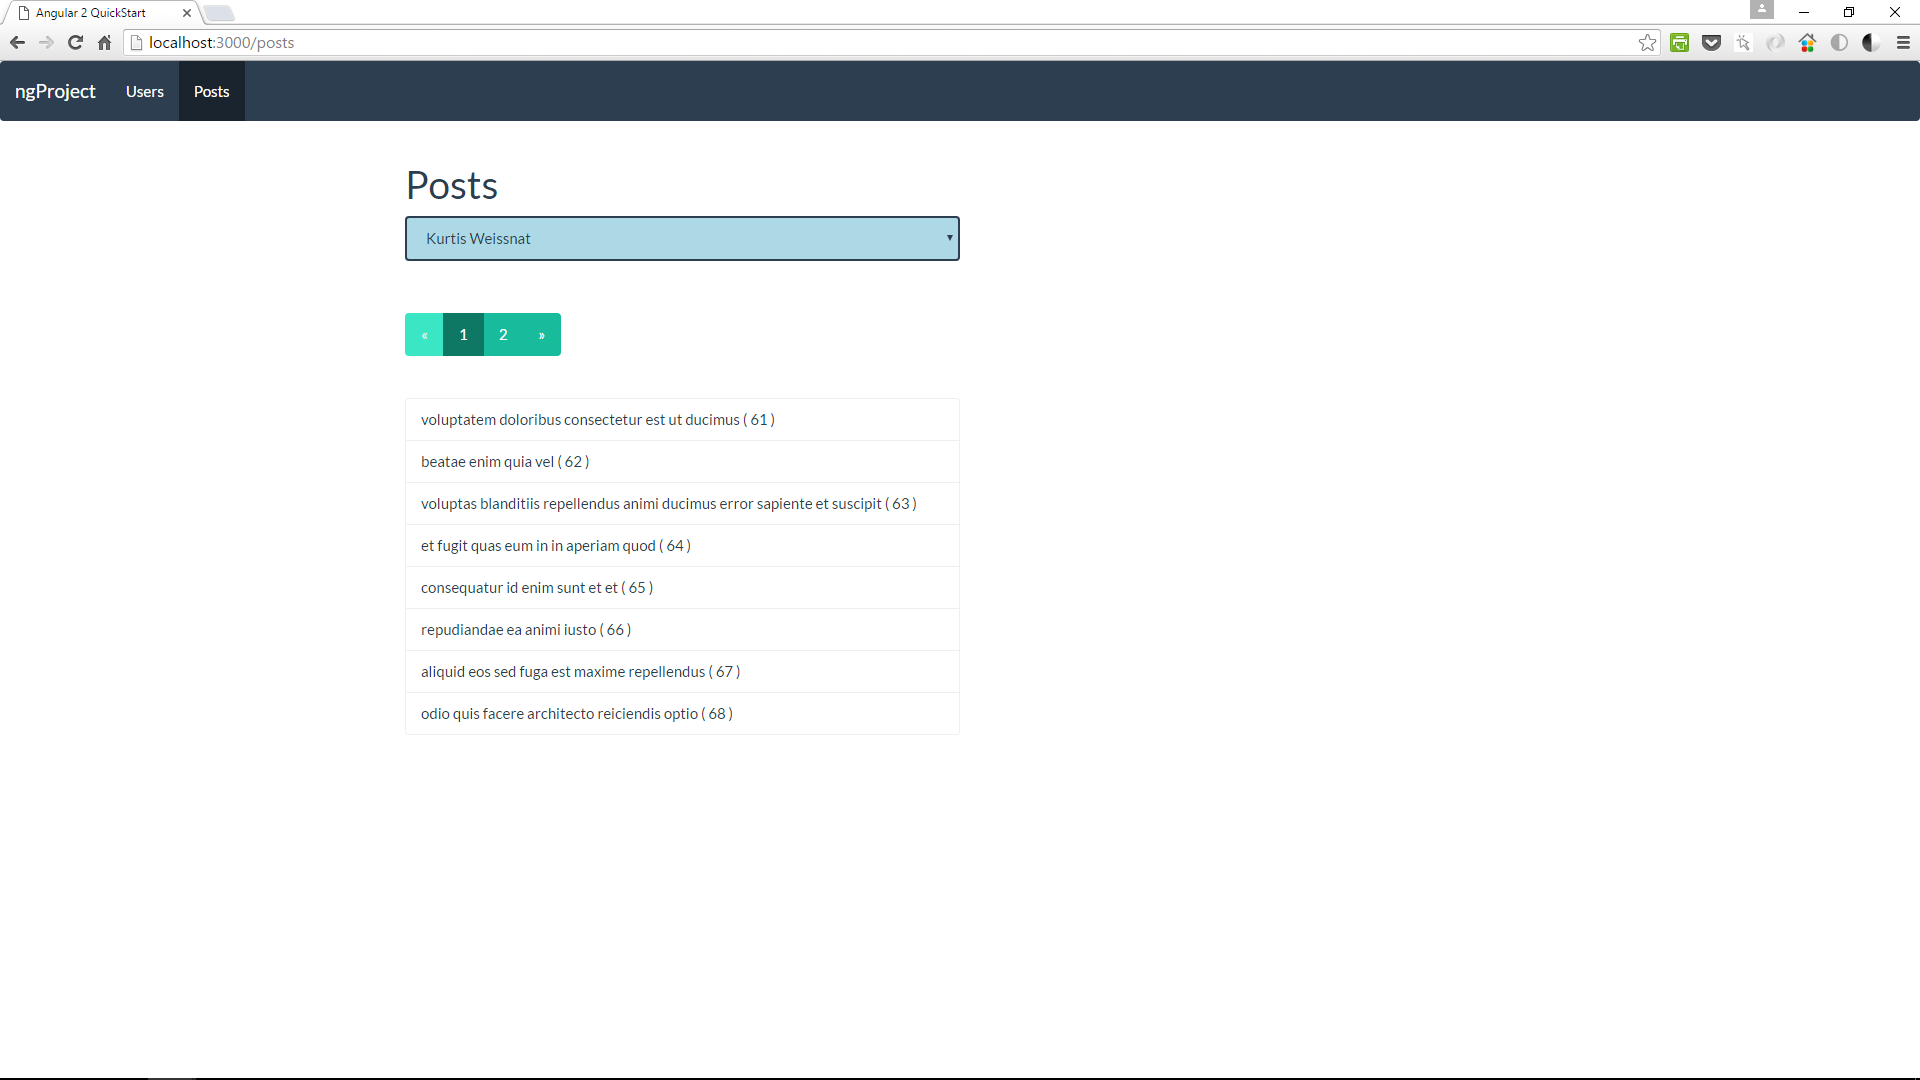 Angular 2 QuickStart
localhost:3000/posts
ngProject Users Posts
Posts
Kurtis Weissnat
« 1 2 »
voluptatem doloribus consectetur est ut ducimus ( 61 )
beatae enim quia vel ( 62 )
voluptas blanditiis repellendus animi ducimus error sapiente et suscipit ( 63 )
et fugit quas eum in in aperiam quod ( 64 )
consequatur id enim sunt et et ( 65 )
repudiandae ea animi iusto ( 66 )
aliquid eos sed fuga est maxime repellendus ( 67 )
odio quis facere architecto reiciendis optio ( 68 )